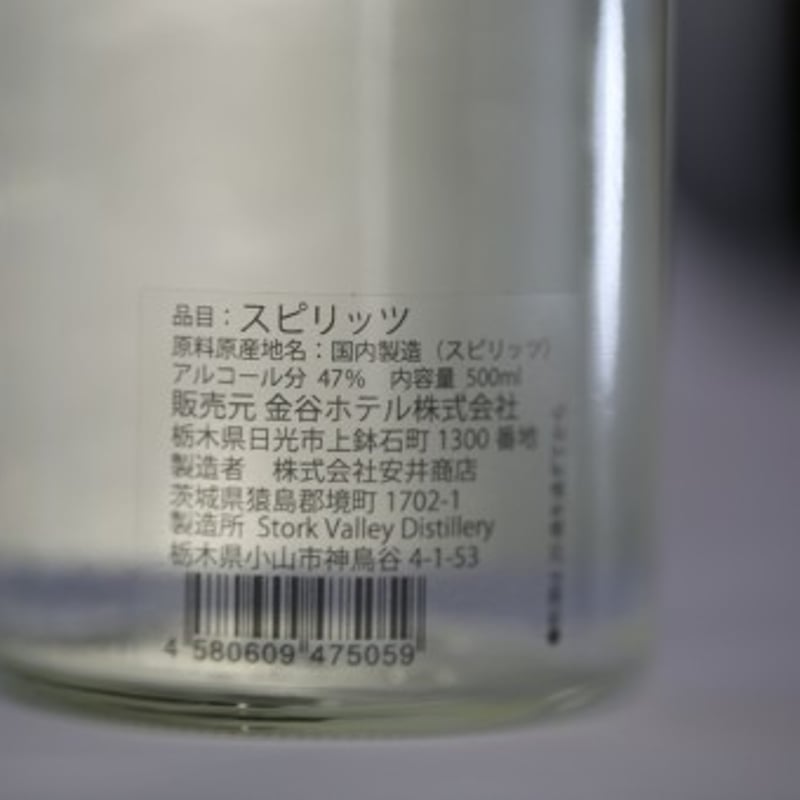 品目：スピリッツ
原料原産地名：国内製造（スピリッツ）
アルコール分 47%　内容量 500ml
販売元 金谷ホテル株式会社
栃木県日光市上鉢石町 1300 番地
製造者　株式会社安井商店
茨城県猿島郡境町 1702-1
製造所 Stork Valley Distillery
栃木県小山市神鳥谷 4-1-53
4 580609 475059